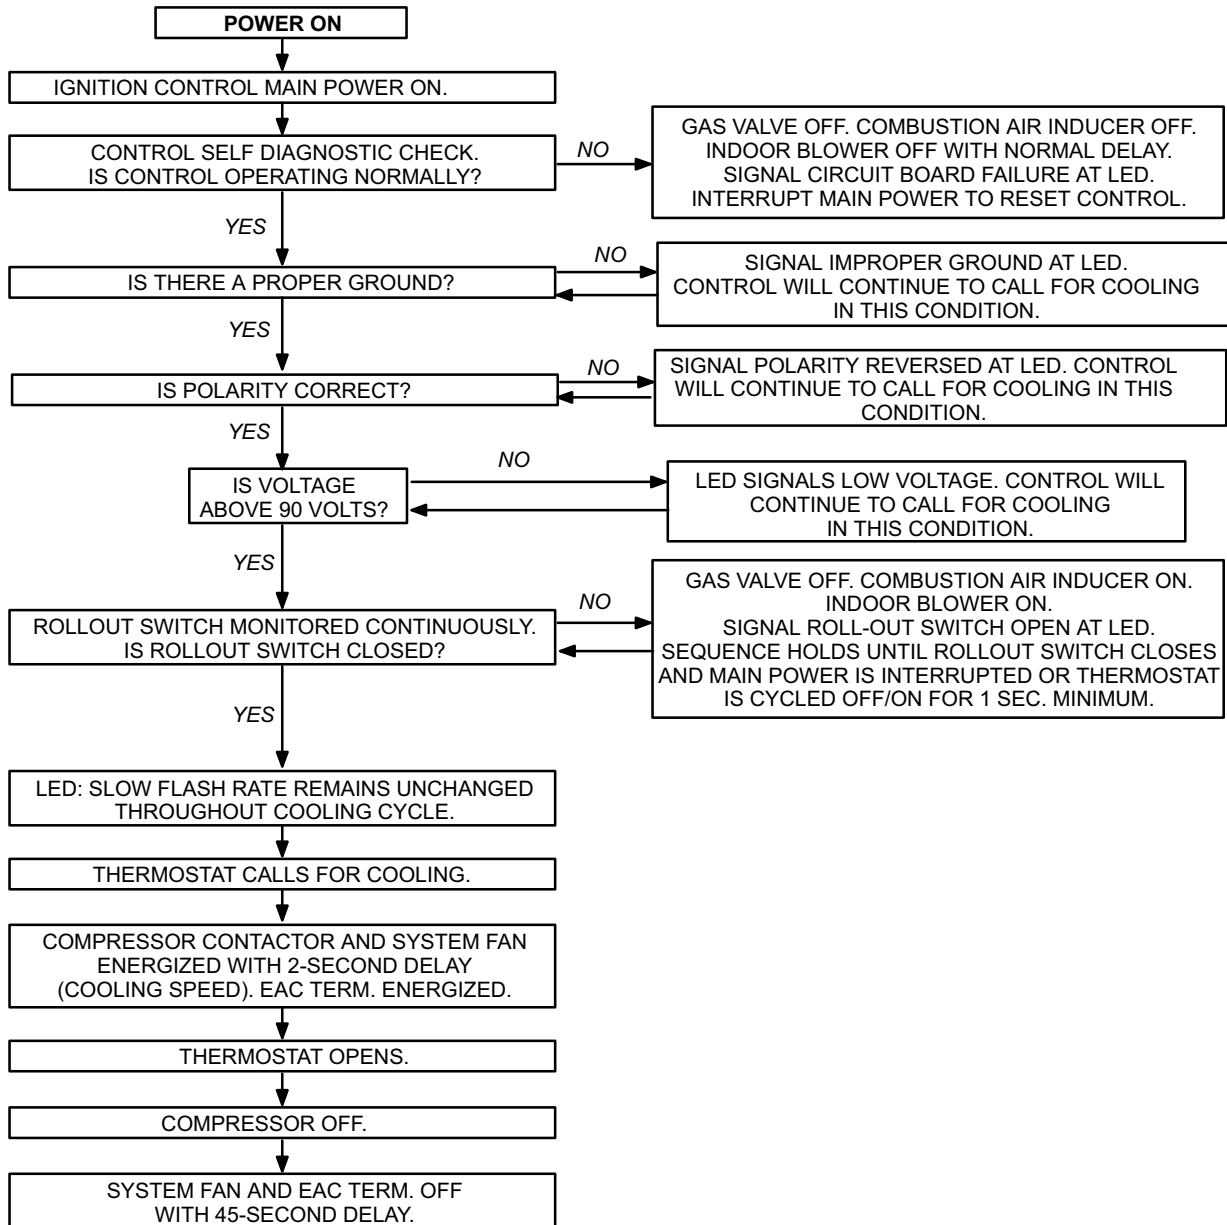 POWER ON
IGNITION CONTROL MAIN POWER ON.
CONTROL SELF DIAGNOSTIC CHECK.
IS CONTROL OPERATING NORMALLY?
NO
GAS VALVE OFF. COMBUSTION AIR INDUCER OFF.
INDOOR BLOWER OFF WITH NORMAL DELAY.
SIGNAL CIRCUIT BOARD FAILURE AT LED.
INTERRUPT MAIN POWER TO RESET CONTROL.
YES
IS THERE A PROPER GROUND?
NO
SIGNAL IMPROPER GROUND AT LED.
CONTROL WILL CONTINUE TO CALL FOR COOLING
IN THIS CONDITION.
YES
IS POLARITY CORRECT?
NO
SIGNAL POLARITY REVERSED AT LED. CONTROL
WILL CONTINUE TO CALL FOR COOLING IN THIS
CONDITION.
YES
IS VOLTAGE
ABOVE 90 VOLTS?
NO
LED SIGNALS LOW VOLTAGE. CONTROL WILL
CONTINUE TO CALL FOR COOLING
IN THIS CONDITION.
YES
ROLLOUT SWITCH MONITORED CONTINUOUSLY.
IS ROLLOUT SWITCH CLOSED?
NO
GAS VALVE OFF. COMBUSTION AIR INDUCER ON.
INDOOR BLOWER ON.
SIGNAL ROLL-OUT SWITCH OPEN AT LED.
SEQUENCE HOLDS UNTIL ROLLOUT SWITCH CLOSES
AND MAIN POWER IS INTERRUPTED OR THERMOSTAT
IS CYCLED OFF/ON FOR 1 SEC. MINIMUM.
YES
LED: SLOW FLASH RATE REMAINS UNCHANGED
THROUGHOUT COOLING CYCLE.
THERMOSTAT CALLS FOR COOLING.
COMPRESSOR CONTACTOR AND SYSTEM FAN
ENERGIZED WITH 2-SECOND DELAY
(COOLING SPEED). EAC TERM. ENERGIZED.
THERMOSTAT OPENS.
COMPRESSOR OFF.
SYSTEM FAN AND EAC TERM. OFF
WITH 45-SECOND DELAY.